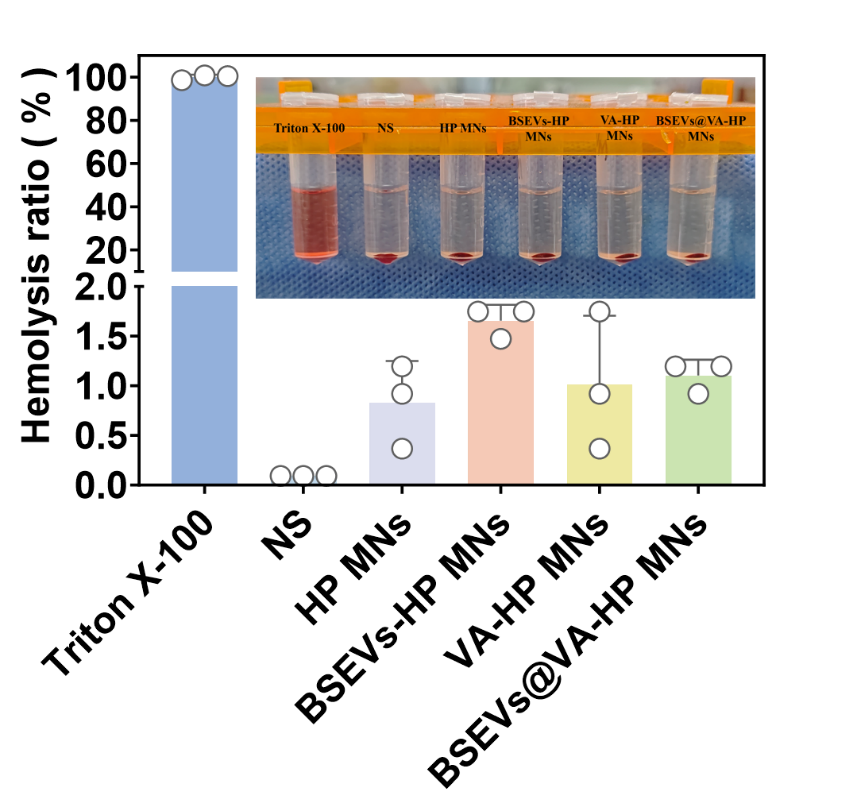 Hemolysis ratio ( % )
100
80
60
40
20
2.0
1.5
1.0
0.5
0.0
Triton X-100
NS
HP MNs
BSEVs-HP
MNs
VA-HP
MNs
BSEVs@VA-HP
MNs
Triton X-100
NS
HP MNs
BSEVs-HP MNs
VA-HP MNs
BSEVs@VA-HP MNs